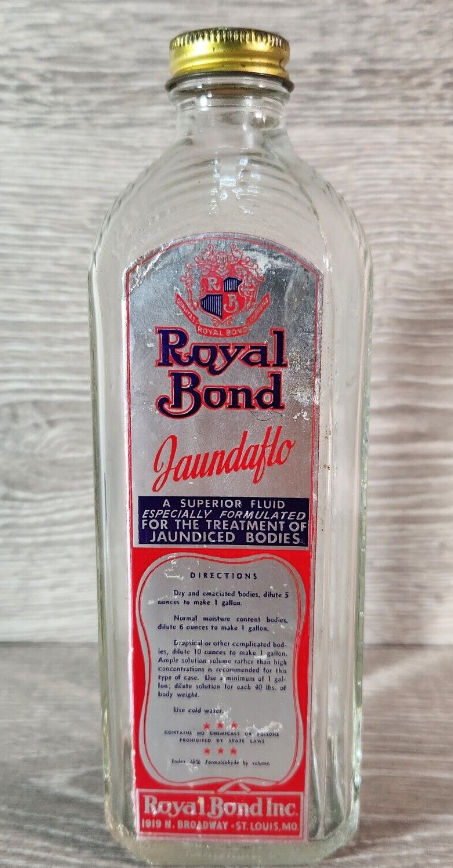 R
B
ROYAL BOND
Royal
Bond
Jaundaflo
A SUPERIOR FLUID
ESPECIALLY FORMULATED
FOR THE TREATMENT OF
JAUNDICED BODIES
DIRECTIONS
Dry and emaciated bodies, dilute 5
ounces to make 1 gallon.
Normal moisture content bodies,
dilute 6 ounces to make 1 gallon.
Dropsical or other complicated bod-
ies, dilute 10 ounces to make 1 gallon.
Ample solution volume rather than high
concentrations is recommended for this
type of case. Use a minimum of 1 gal-
lon; dilute solution for each 40 lbs. of
body weight.
Use cold water.
CONTAINS NO CHEMICALS OR POISONS
PROHIBITED BY STATE LAWS
Formaldehyde by volume
Royal Bond Inc.
1919 N. BROADWAY - ST. LOUIS, MO.